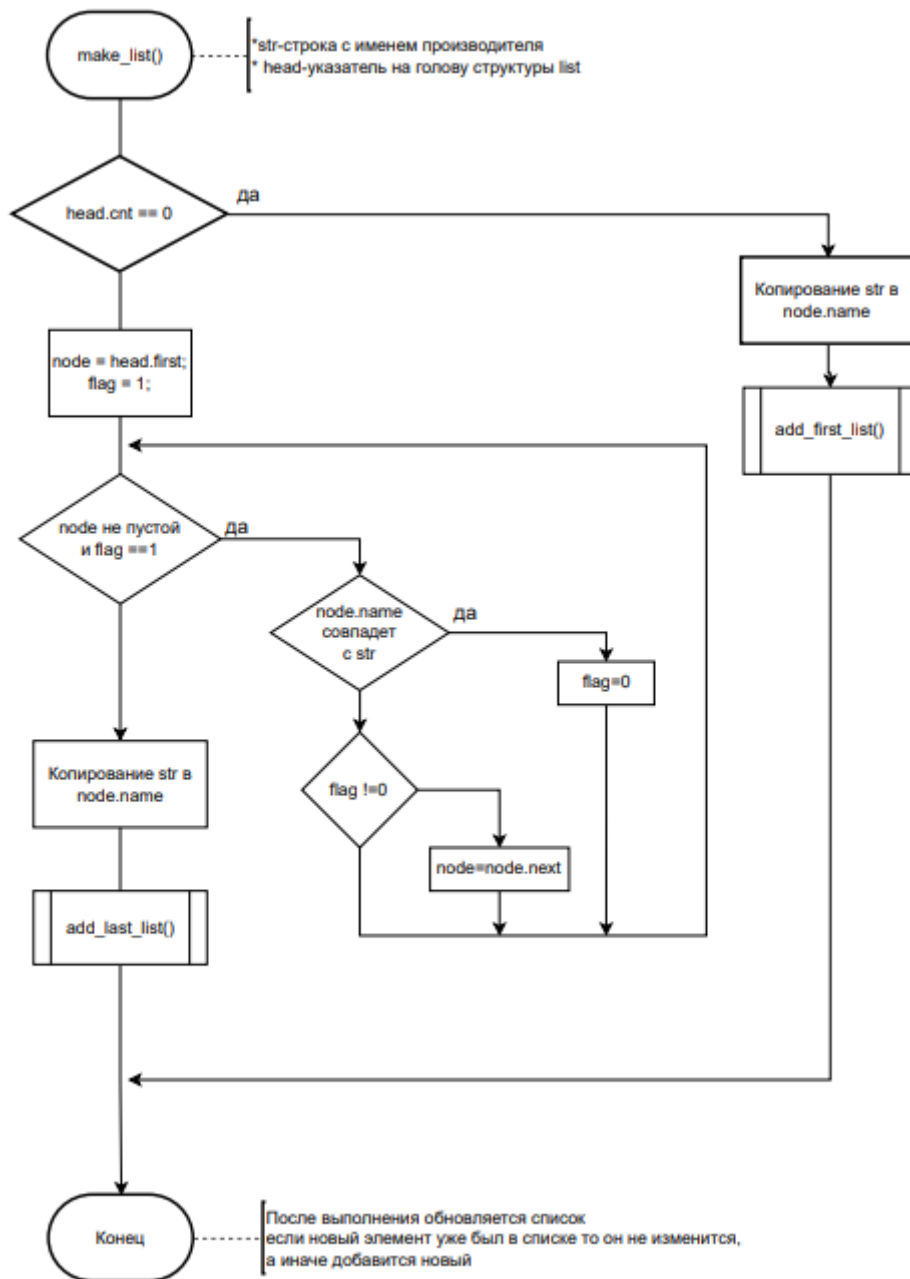 make_list()
*str-строка с именем производителя
* head-указатель на голову структуры list
head.cnt == 0
да
Копирование str в
node.name
node = head.first;
flag = 1;
add_first_list()
node не пустой
и flag ==1
да
node.name
совпадет
с str
да
flag=0
Копирование str в
node.name
flag !=0
node=node.next
add_last_list()
Конец
После выполнения обновляется список
если новый элемент уже был в списке то он не изменится,
а иначе добавится новый